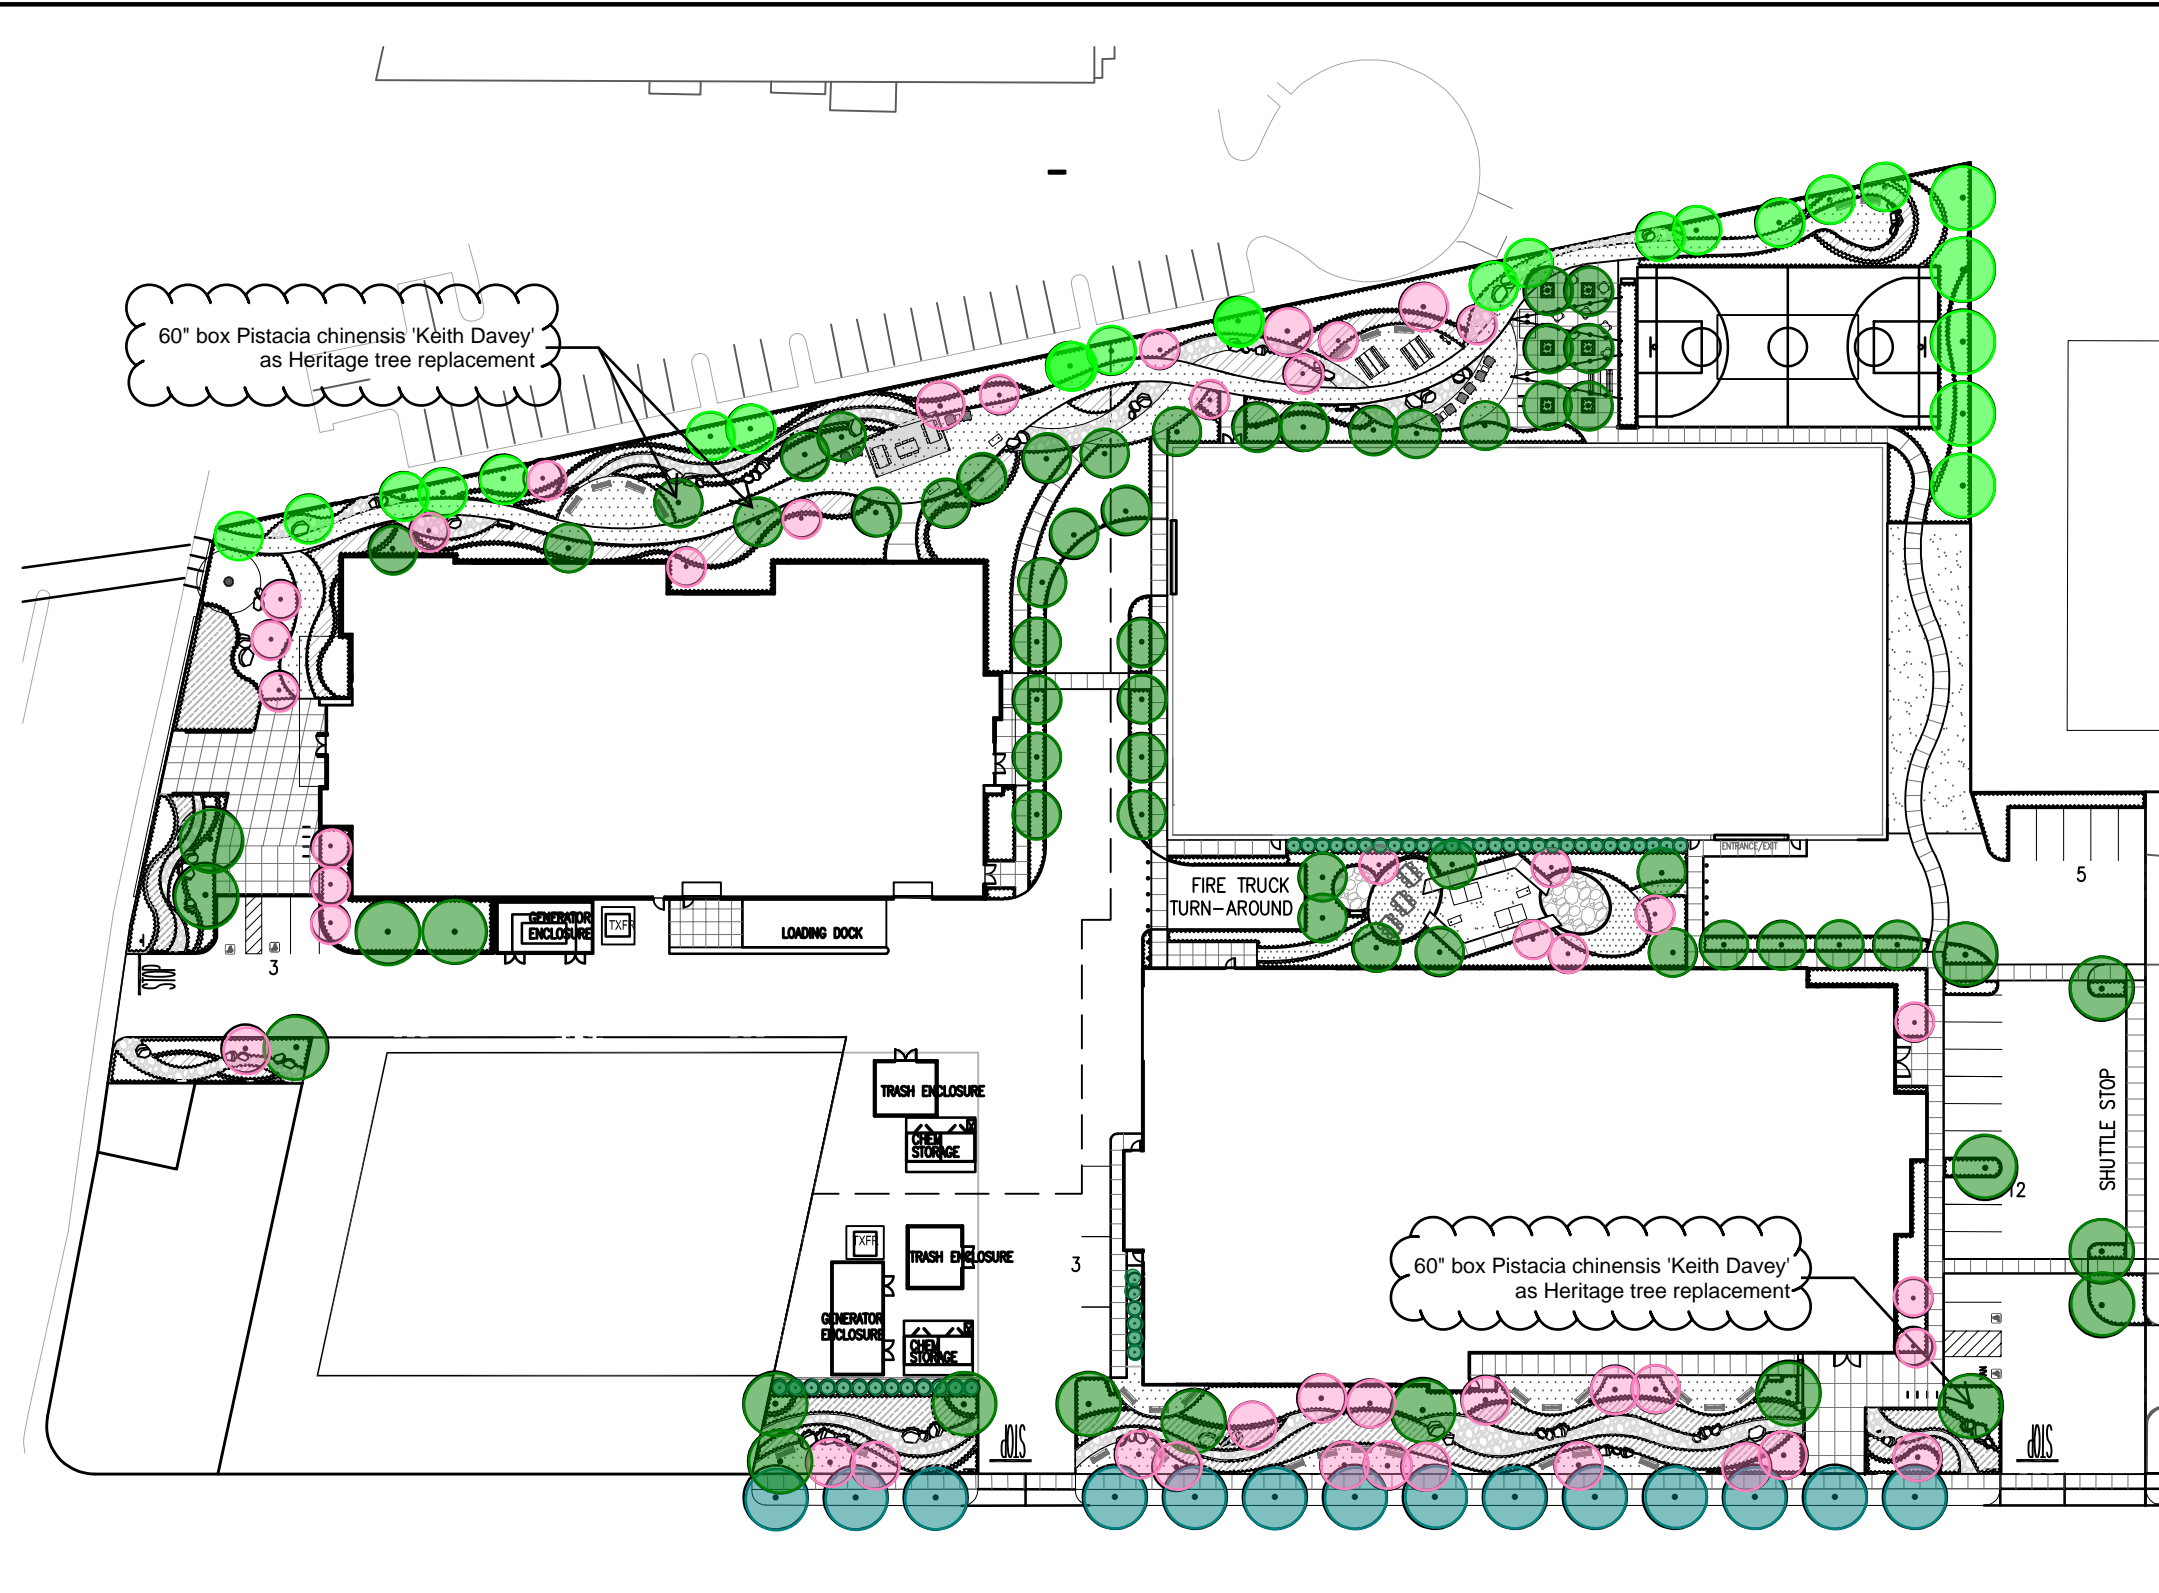 60" box Pistacia chinensis 'Keith Davey'
as Heritage tree replacement
ENTRANCE/EXIT
FIRE TRUCK
TURN-AROUND
5
GENERATOR
ENCLOSURE
TXFR
LOADING DOCK
3
STOP
TRASH ENCLOSURE
CHEM
STORAGE
SHUTTLE STOP
12
TXFR
TRASH ENCLOSURE
3
60" box Pistacia chinensis 'Keith Davey'
as Heritage tree replacement
GENERATOR
ENCLOSURE
CHEM
STORAGE
STOP
STOP